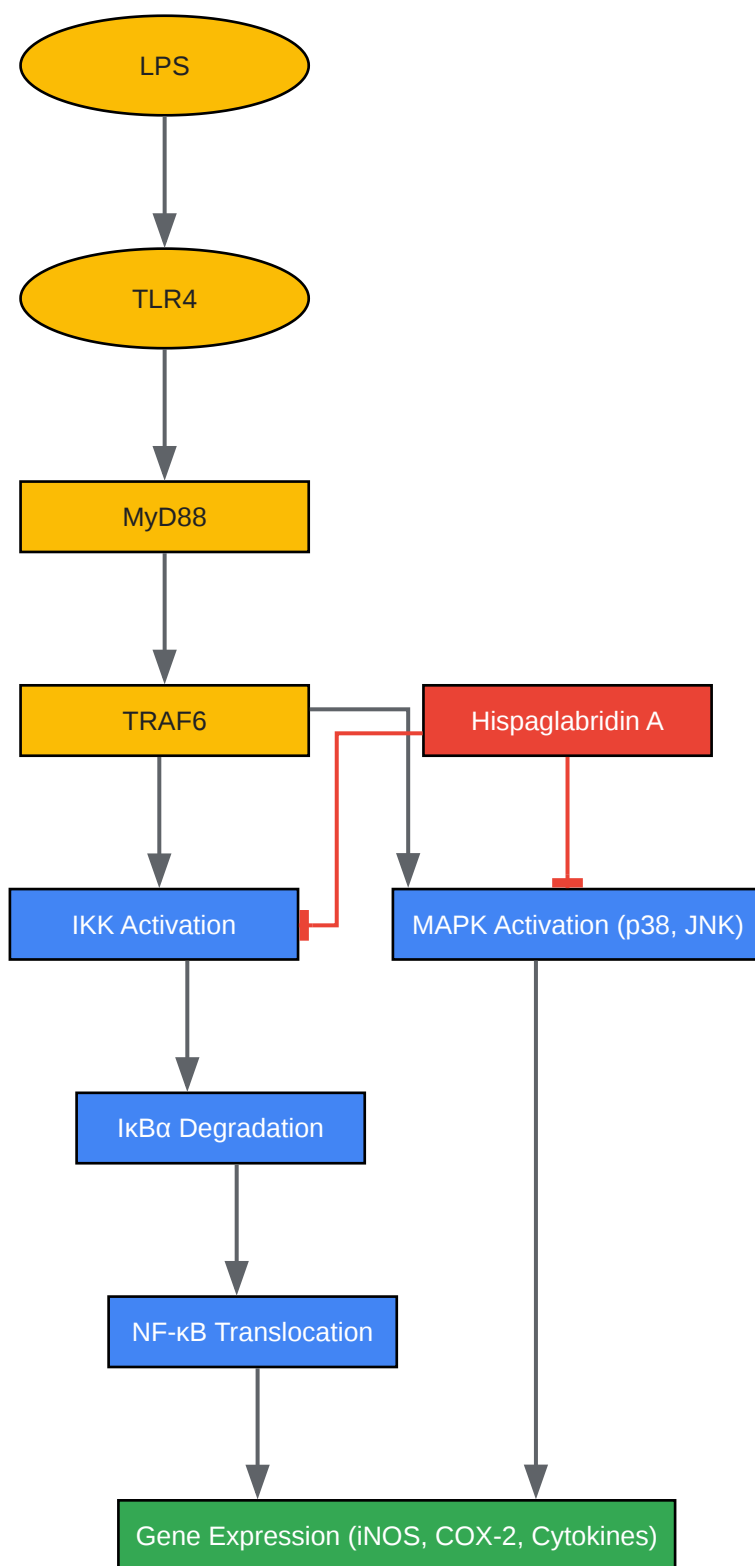 LPS
TLR4
MyD88
TRAF6
Hispaglabridin A
IKK Activation
MAPK Activation (p38, JNK)
IκBα Degradation
NF-κB Translocation
Gene Expression (iNOS, COX-2, Cytokines)